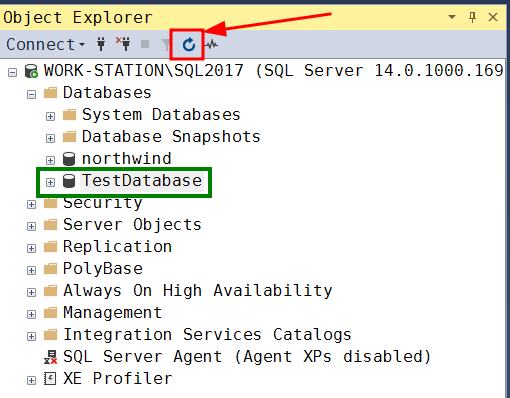 Object Explorer
Connect
WORK-STATION\SQL2017 (SQL Server 14.0.1000.169
Databases
System Databases
Database Snapshots
northwind
TestDatabase
Security
Server Objects
Replication
PolyBase
Always On High Availability
Management
Integration Services Catalogs
SQL Server Agent (Agent XPs disabled)
XE Profiler